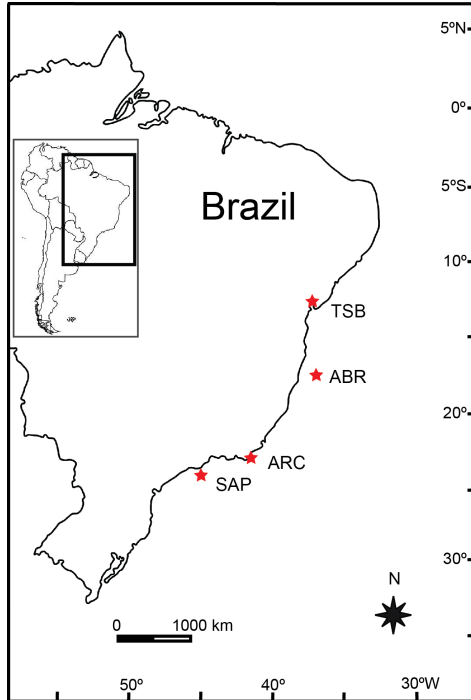 5ºN
0º
5ºS
Brazil
10º
TSB
ABR
20º
ARC
SAP
30º
N
0 1000 km
50º 40º 30ºW